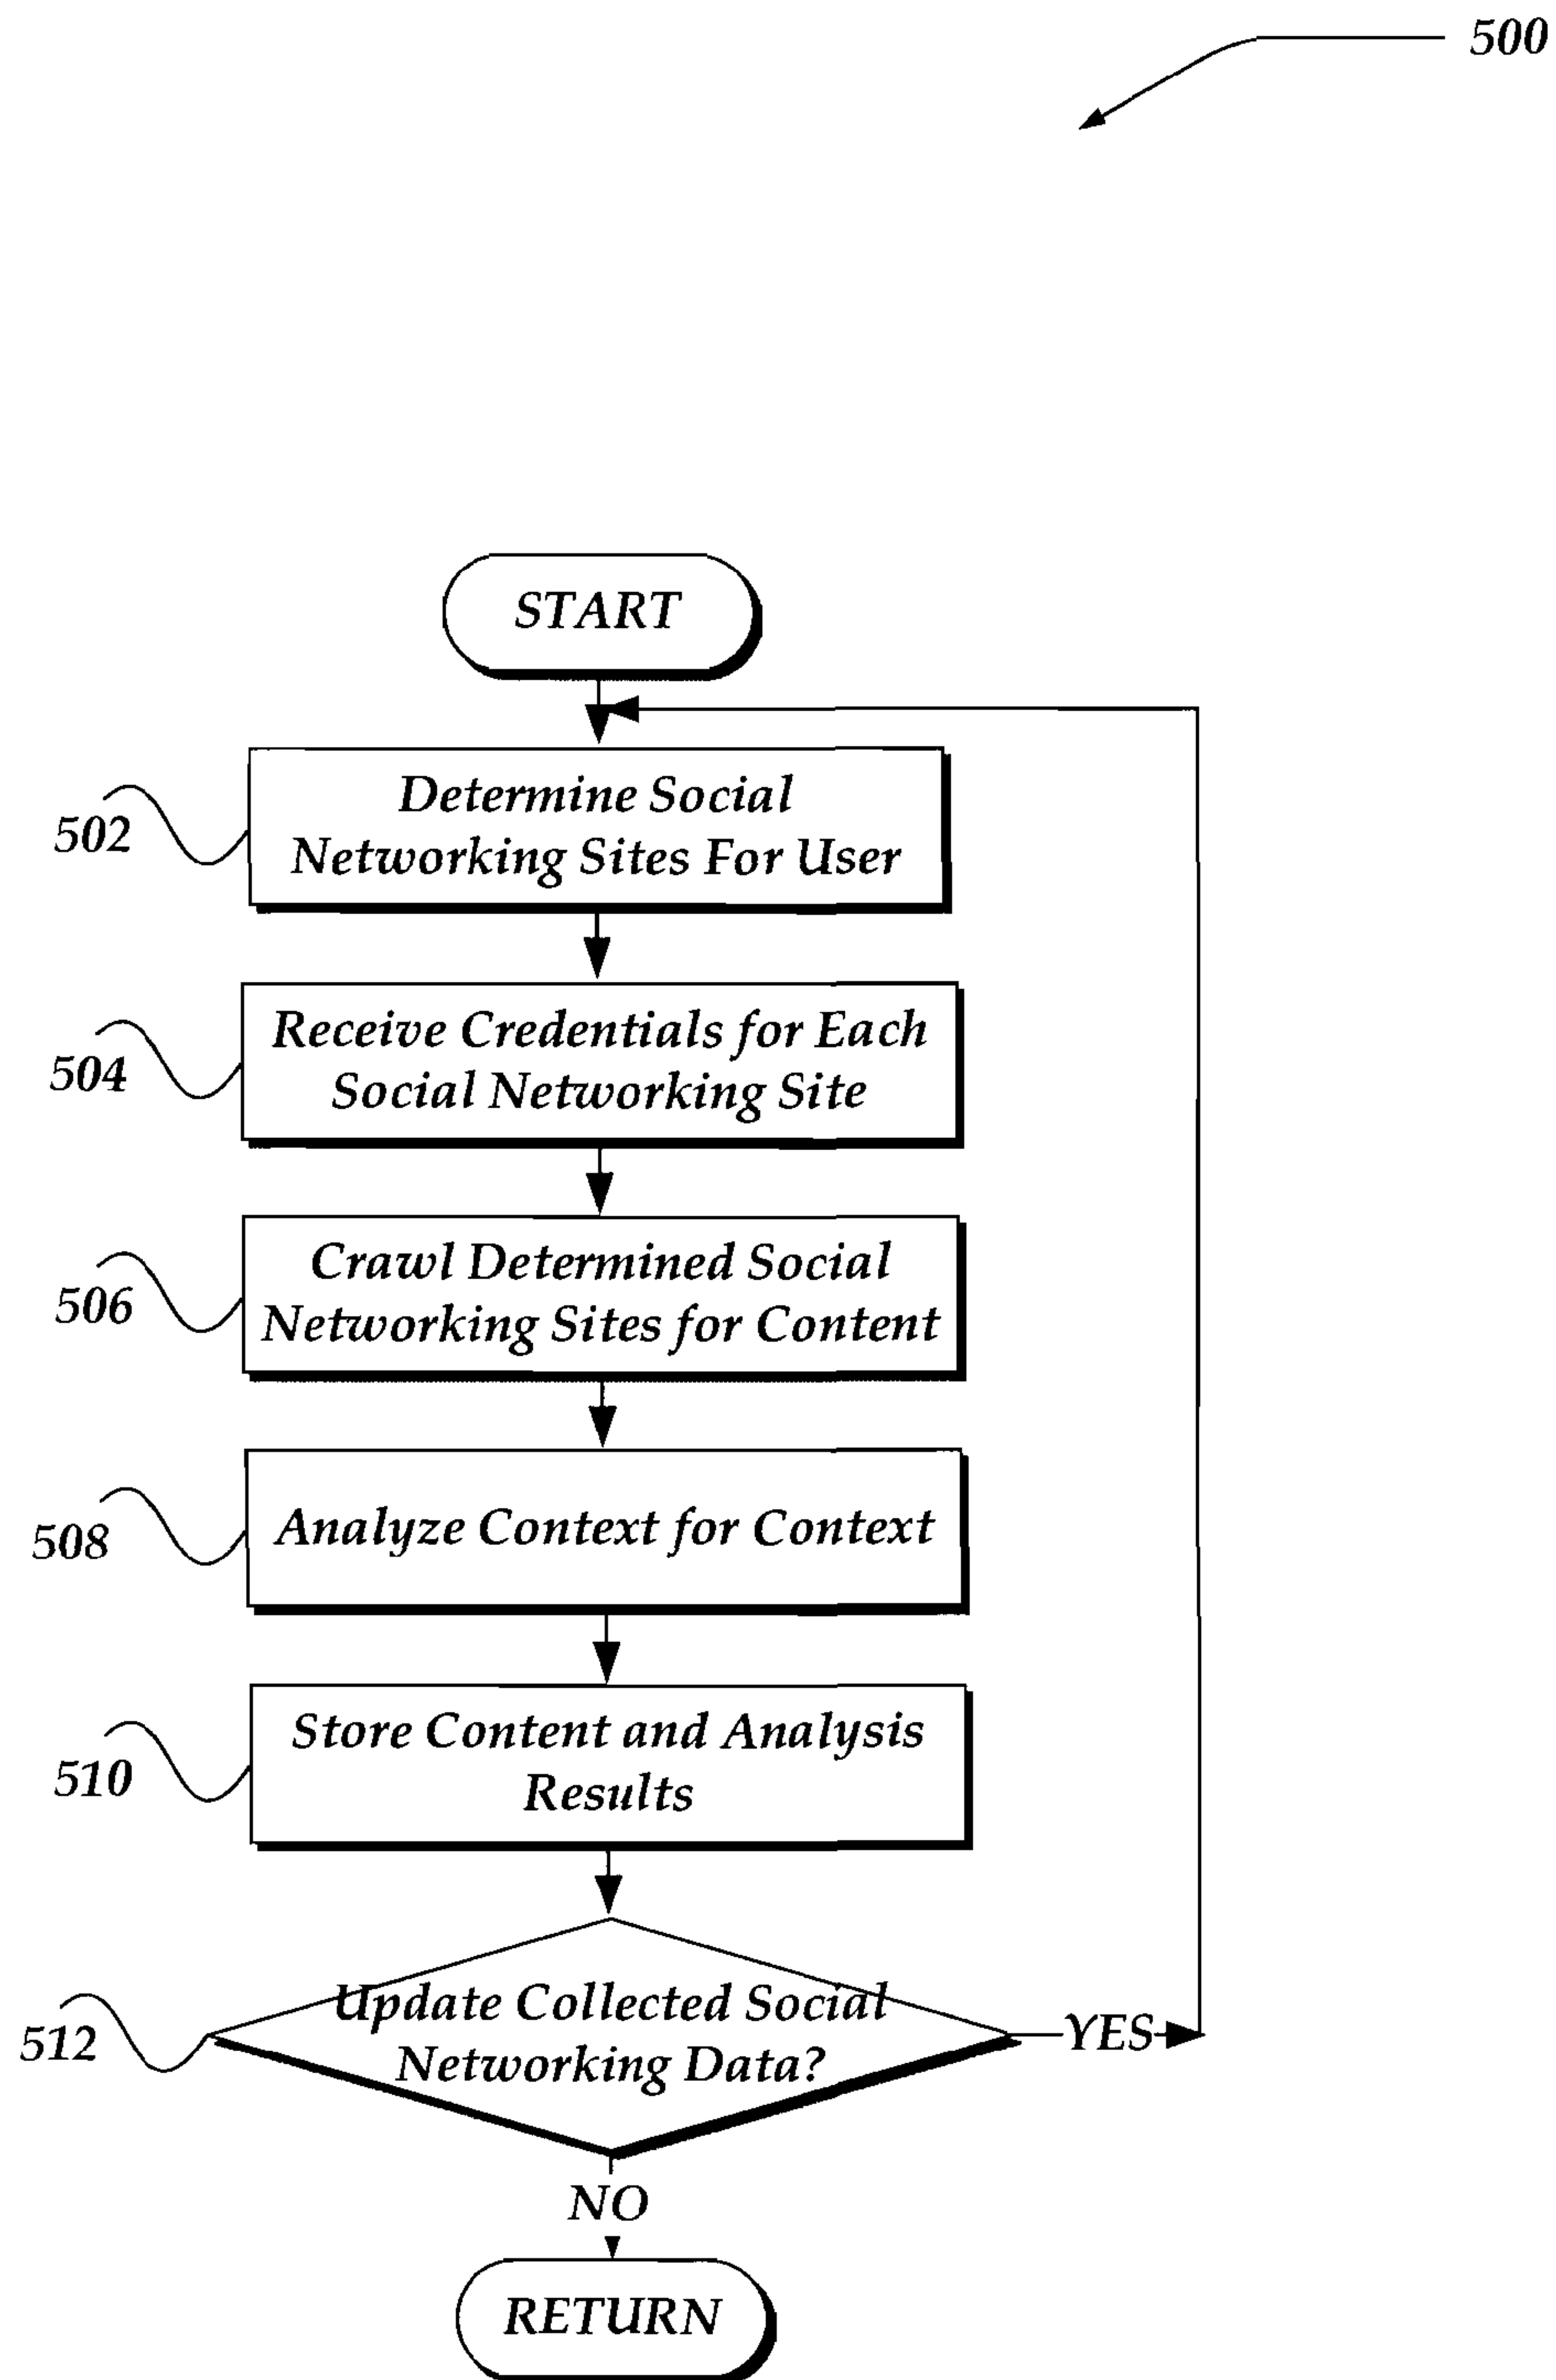 500
START
502
Determine Social
Networking Sites For User
504
Receive Credentials for Each
Social Networking Site
506
Crawl Determined Social
Networking Sites for Content
508
Analyze Context for Context
510
Store Content and Analysis
Results
512
Update Collected Social
Networking Data?
YES
NO
RETURN